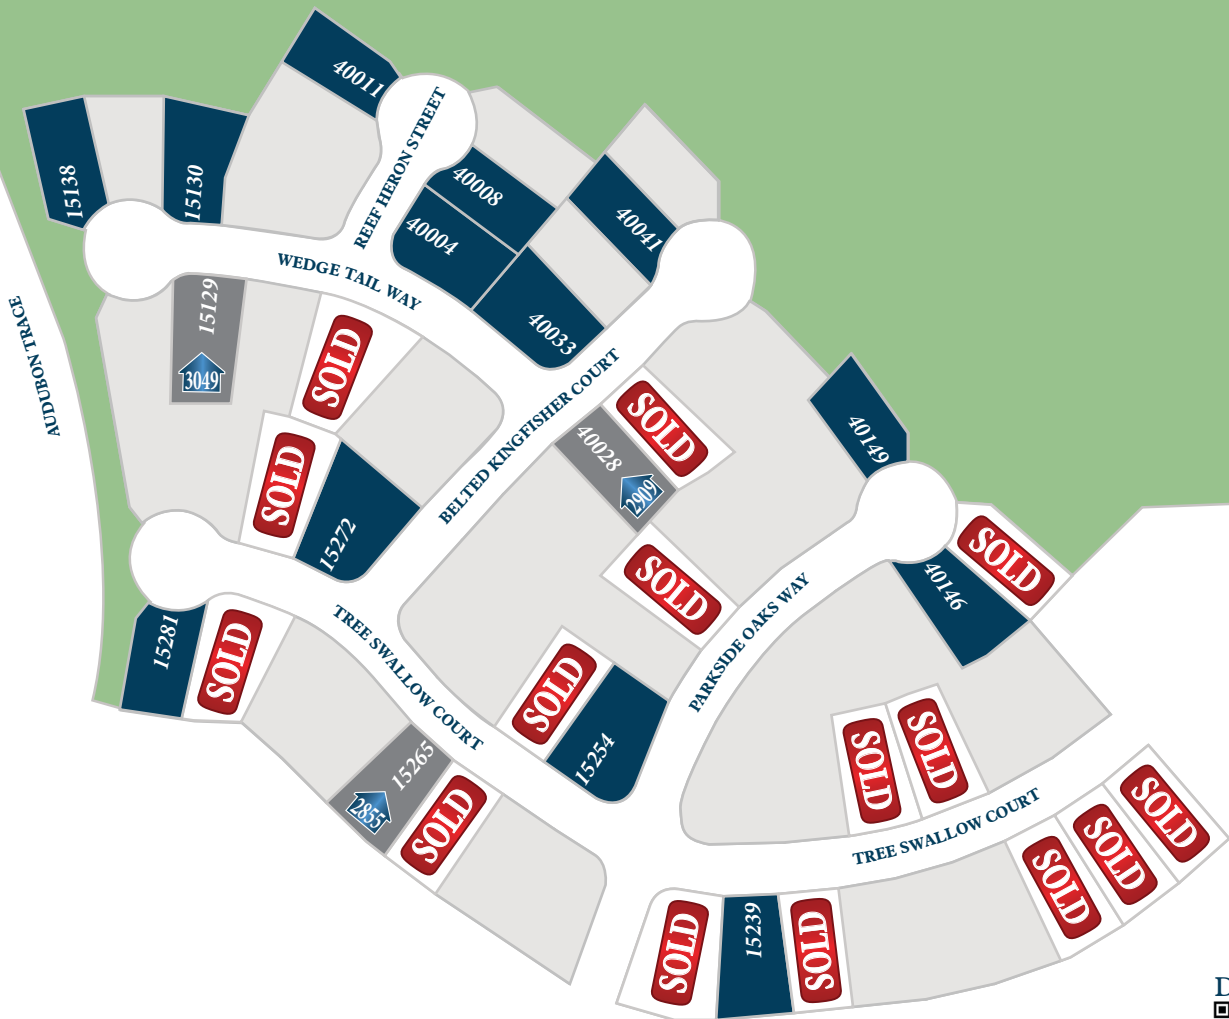 40011
REEF HERON STREET
15138
15130
40008
40004
40041
WEDGE TAIL WAY
15129
3049
AUDUBON TRACE
SOLD
40033
BELTED KINGFISHER COURT
SOLD
40028
2909
40149
SOLD
15272
SOLD
SOLD
40146
15281
SOLD
TREE SWALLOW COURT
PARKSIDE OAKS WAY
SOLD
15254
15265
2855
SOLD
SOLD
SOLD
TREE SWALLOW COURT
SOLD
SOLD
SOLD
SOLD
15239
SOLD
D